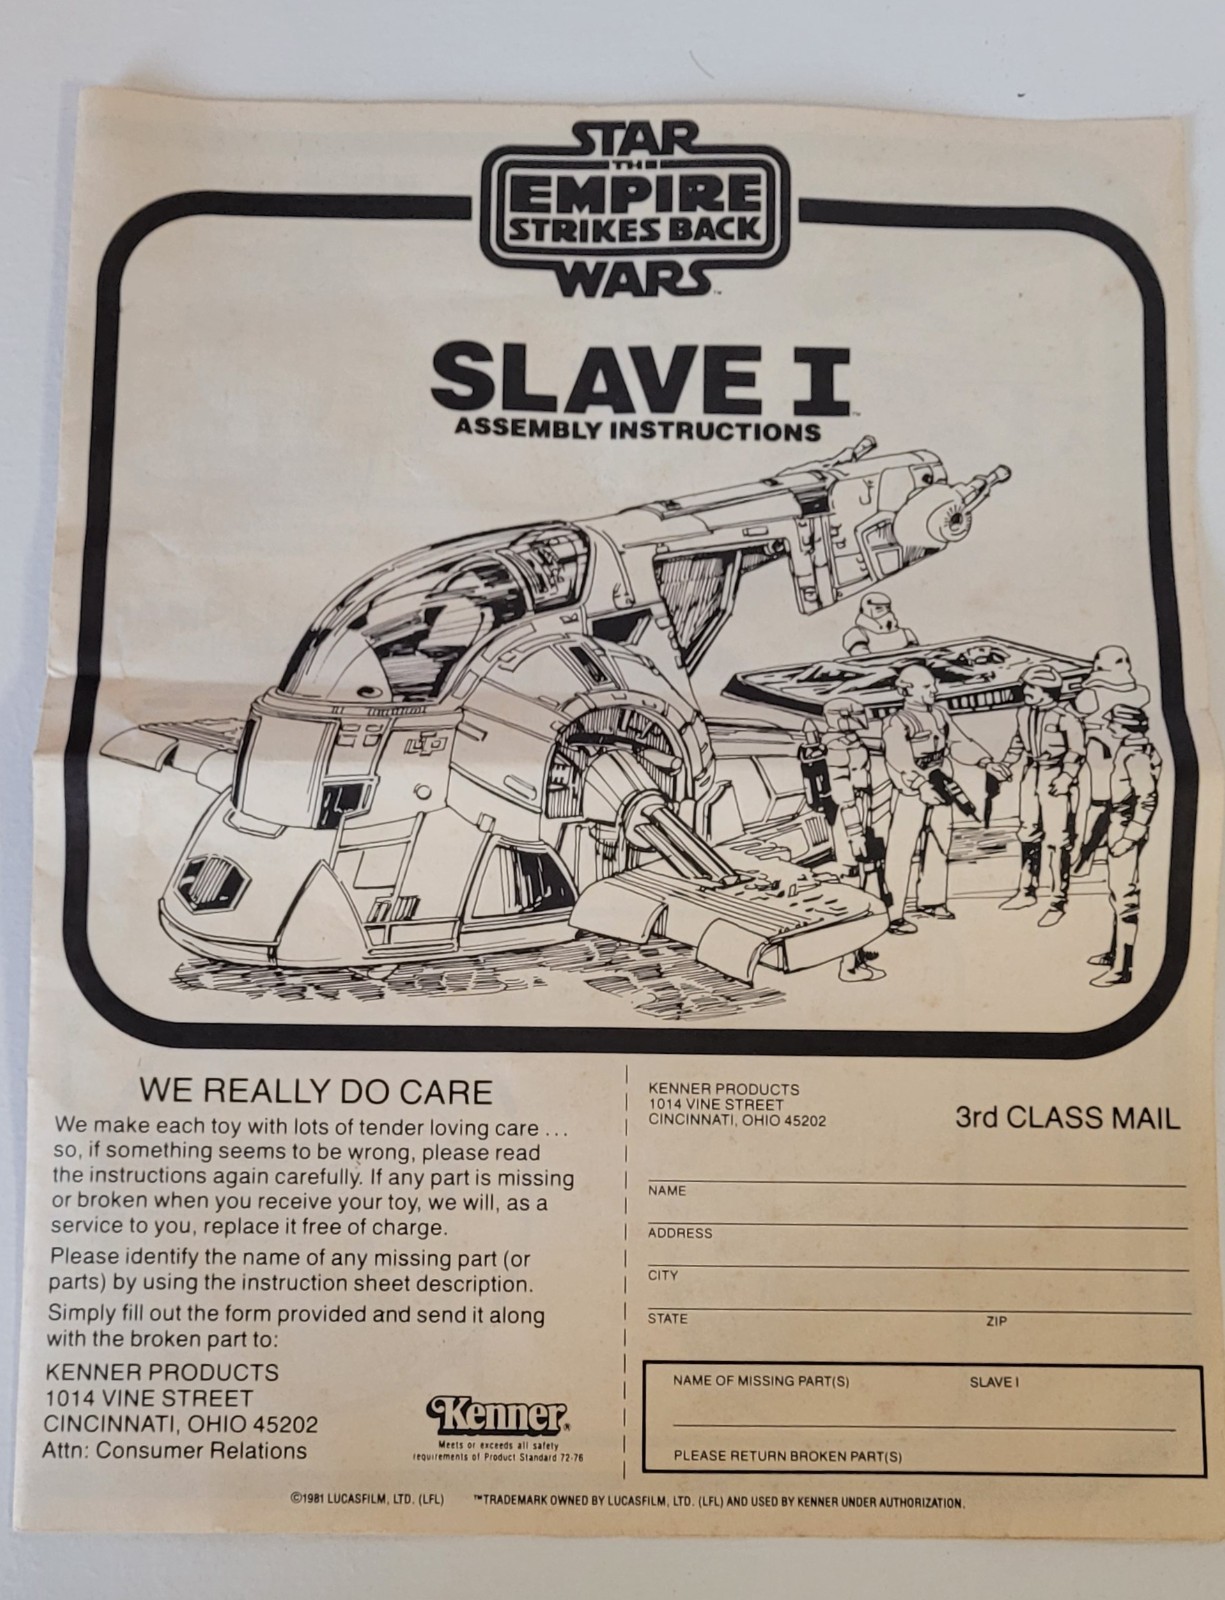 STAR
THE
EMPIRE
STRIKES BACK
WARS™
SLAVE I™
ASSEMBLY INSTRUCTIONS
WE REALLY DO CARE
We make each toy with lots of tender loving care ...
so, if something seems to be wrong, please read
the instructions again carefully. If any part is missing
or broken when you receive your toy, we will, as a
service to you, replace it free of charge.
Please identify the name of any missing part (or
parts) by using the instruction sheet description.
Simply fill out the form provided and send it along
with the broken part to:
KENNER PRODUCTS
1014 VINE STREET
CINCINNATI, OHIO 45202
Attn: Consumer Relations
Kenner®
Meets or exceeds all safety
requirements of Product Standard 72-76
KENNER PRODUCTS
1014 VINE STREET
CINCINNATI, OHIO 45202
3rd CLASS MAIL
NAME
ADDRESS
CITY
STATE ZIP
NAME OF MISSING PART(S) SLAVE I
PLEASE RETURN BROKEN PART(S)
©1981 LUCASFILM, LTD. (LFL) ™TRADEMARK OWNED BY LUCASFILM, LTD. (LFL) AND USED BY KENNER UNDER AUTHORIZATION.